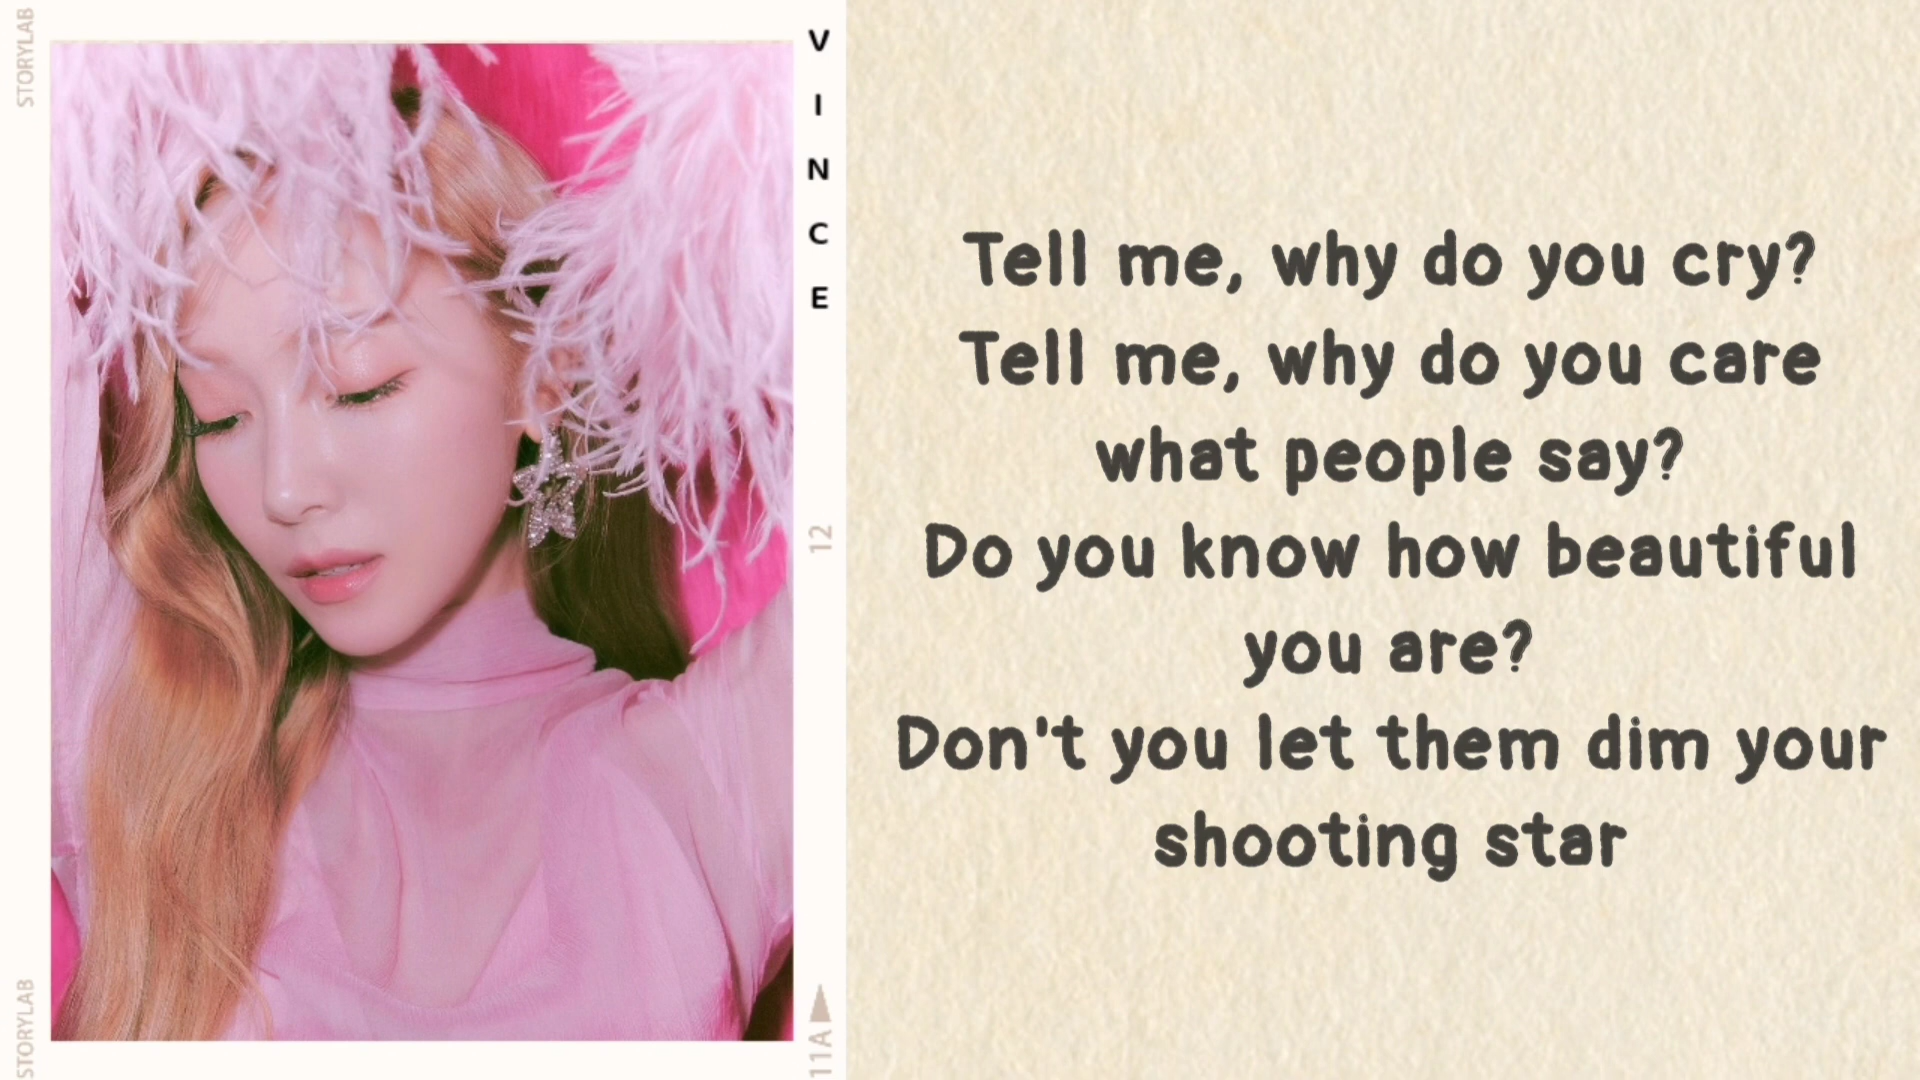 STORYLAB
VINCE
12
STORYLAB
11A
Tell me, why do you cry?
Tell me, why do you care
what people say?
Do you know how beautiful
you are?
Don't you let them dim your
shooting star